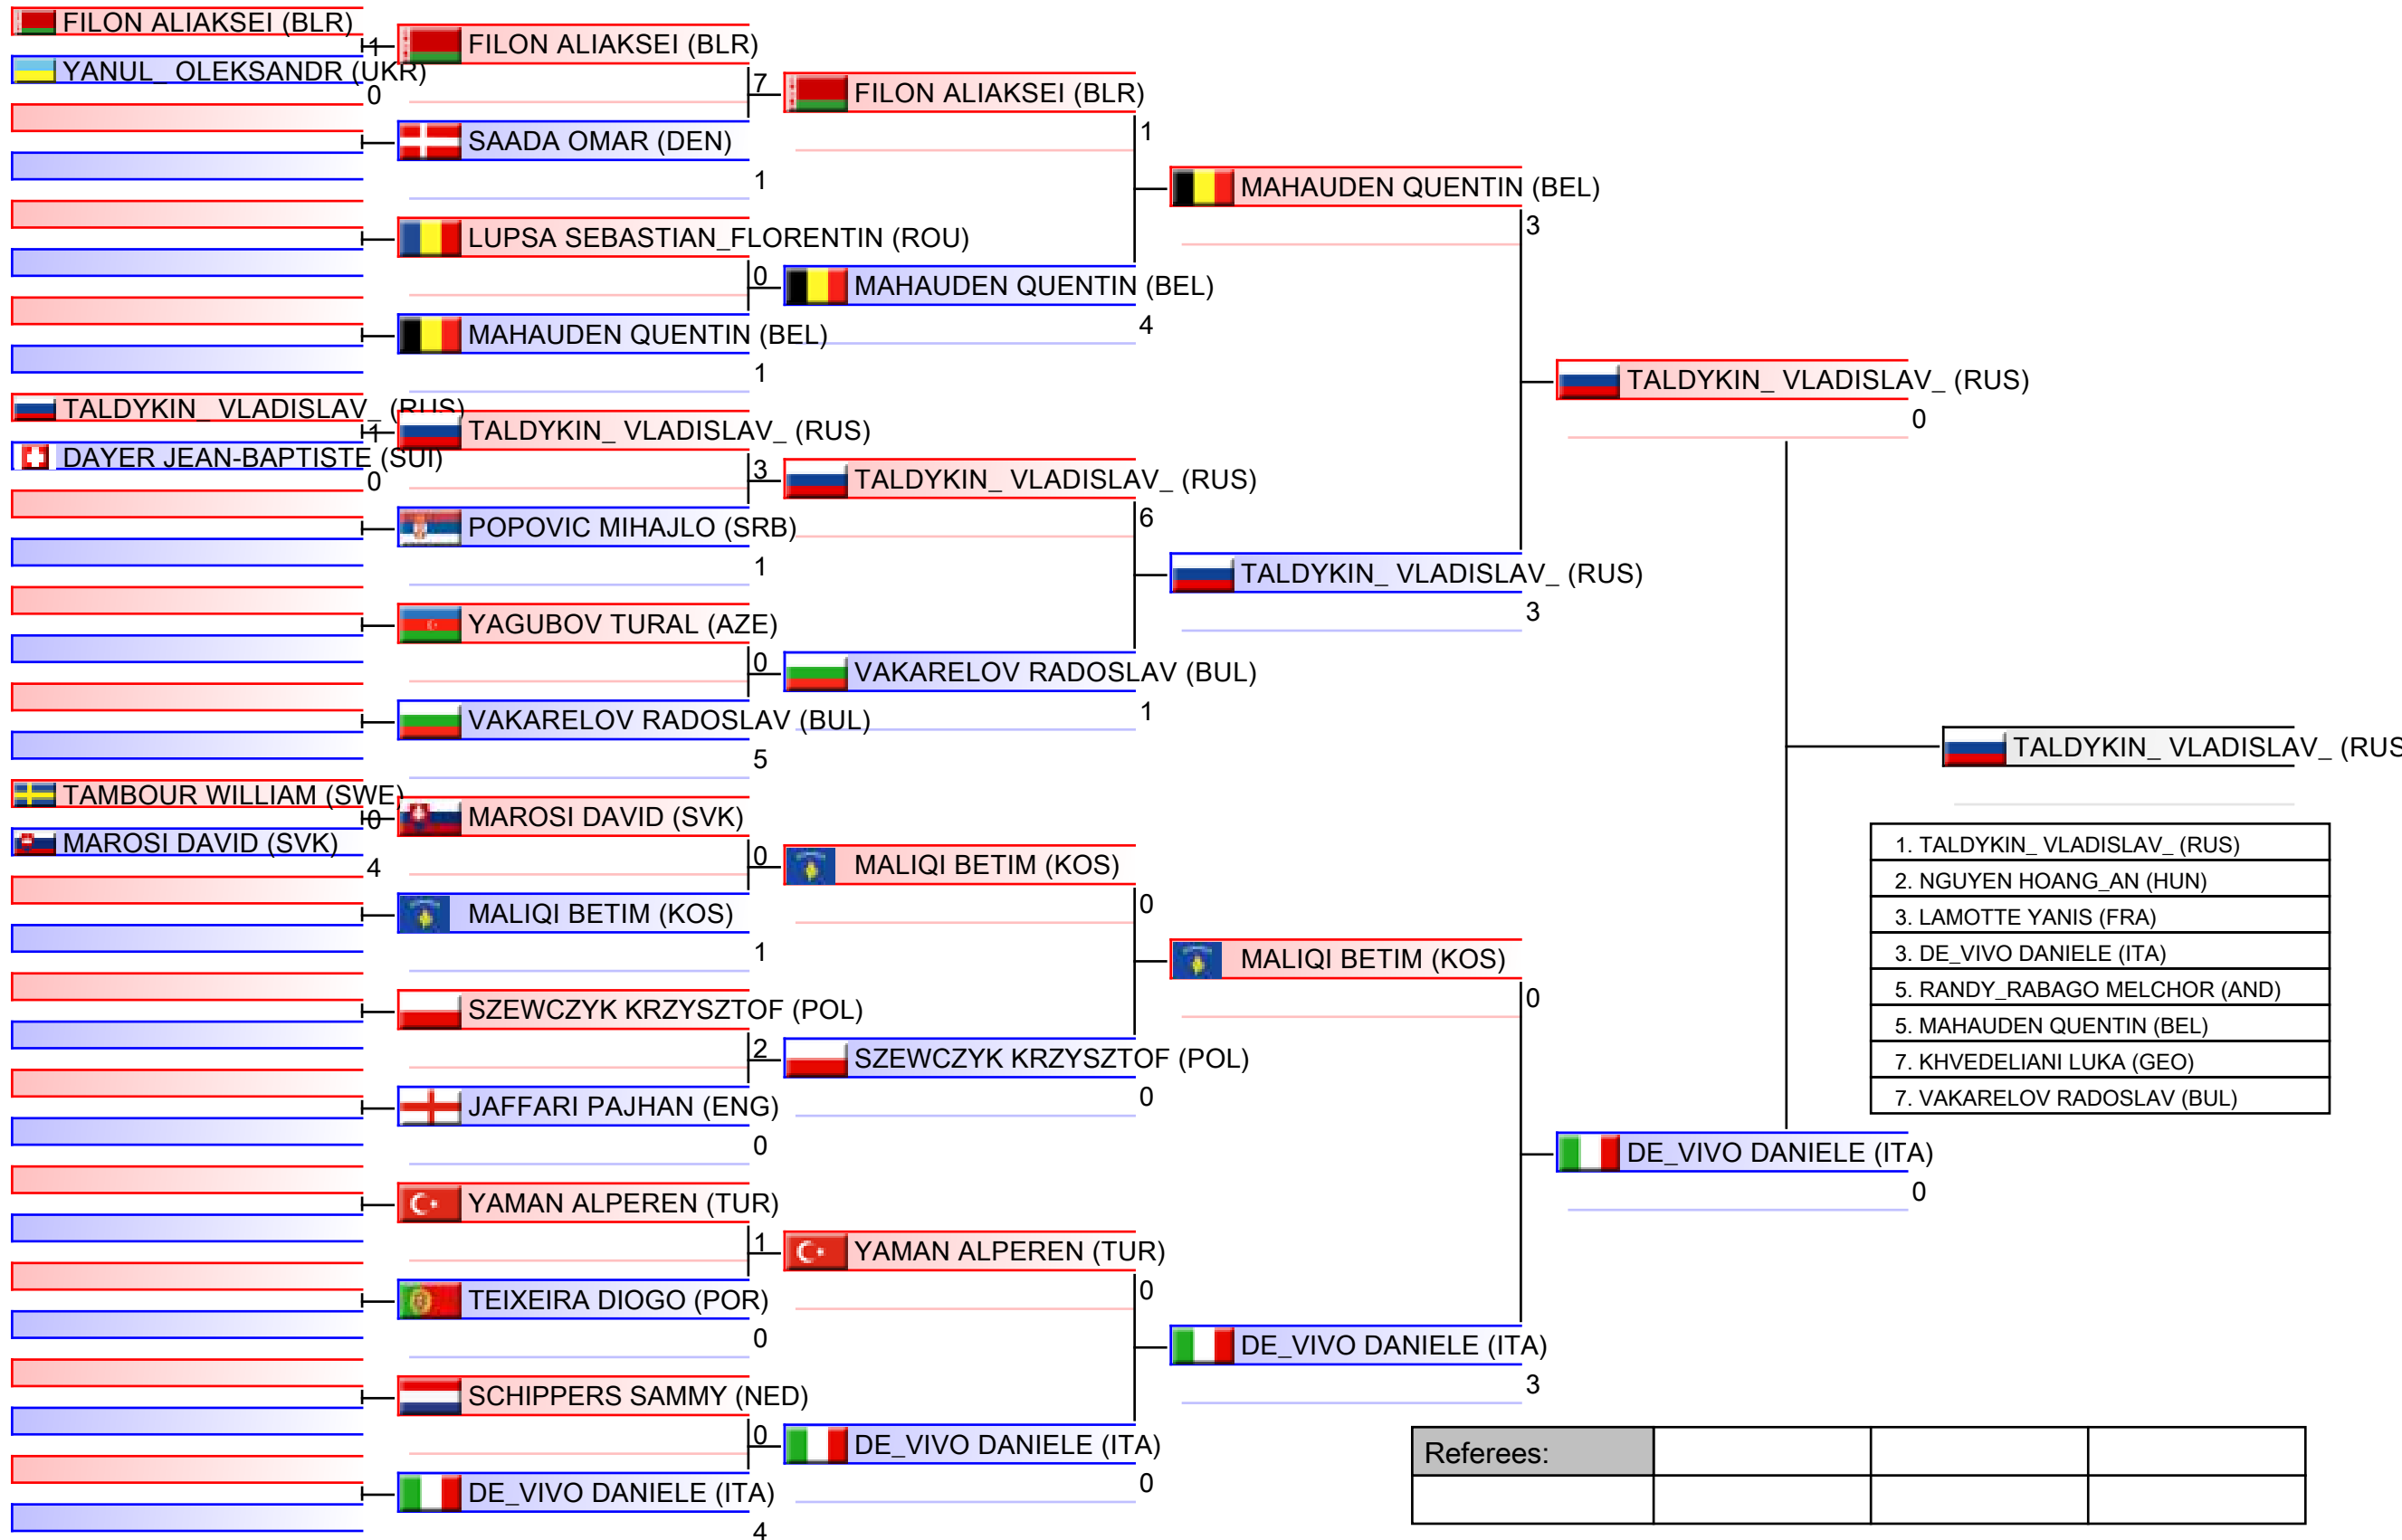 FILON ALIAKSEI (BLR)
1
YANUL_ OLEKSANDR (UKR)
0
TALDYKIN_ VLADISLAV_ (RUS)
1
DAYER JEAN-BAPTISTE (SUI)
0
TAMBOUR WILLIAM (SWE)
0
MAROSI DAVID (SVK)
4
FILON ALIAKSEI (BLR)
7
SAADA OMAR (DEN)
1
LUPSA SEBASTIAN_FLORENTIN (ROU)
0
MAHAUDEN QUENTIN (BEL)
1
TALDYKIN_ VLADISLAV_ (RUS)
3
POPOVIC MIHAJLO (SRB)
1
YAGUBOV TURAL (AZE)
0
VAKARELOV RADOSLAV (BUL)
5
MAROSI DAVID (SVK)
0
MALIQI BETIM (KOS)
1
SZEWCZYK KRZYSZTOF (POL)
2
JAFFARI PAJHAN (ENG)
0
YAMAN ALPEREN (TUR)
1
TEIXEIRA DIOGO (POR)
0
SCHIPPERS SAMMY (NED)
0
DE_VIVO DANIELE (ITA)
4
FILON ALIAKSEI (BLR)
1
MAHAUDEN QUENTIN (BEL)
4
TALDYKIN_ VLADISLAV_ (RUS)
6
VAKARELOV RADOSLAV (BUL)
1
MALIQI BETIM (KOS)
0
SZEWCZYK KRZYSZTOF (POL)
0
YAMAN ALPEREN (TUR)
0
DE_VIVO DANIELE (ITA)
0
MAHAUDEN QUENTIN (BEL)
3
TALDYKIN_ VLADISLAV_ (RUS)
3
MALIQI BETIM (KOS)
0
DE_VIVO DANIELE (ITA)
3
TALDYKIN_ VLADISLAV_ (RUS)
0
DE_VIVO DANIELE (ITA)
0
TALDYKIN_ VLADISLAV_ (RUS
1. TALDYKIN_ VLADISLAV_ (RUS)
2. NGUYEN HOANG_AN (HUN)
3. LAMOTTE YANIS (FRA)
3. DE_VIVO DANIELE (ITA)
5. RANDY_RABAGO MELCHOR (AND)
5. MAHAUDEN QUENTIN (BEL)
7. KHVEDELIANI LUKA (GEO)
7. VAKARELOV RADOSLAV (BUL)
Referees: